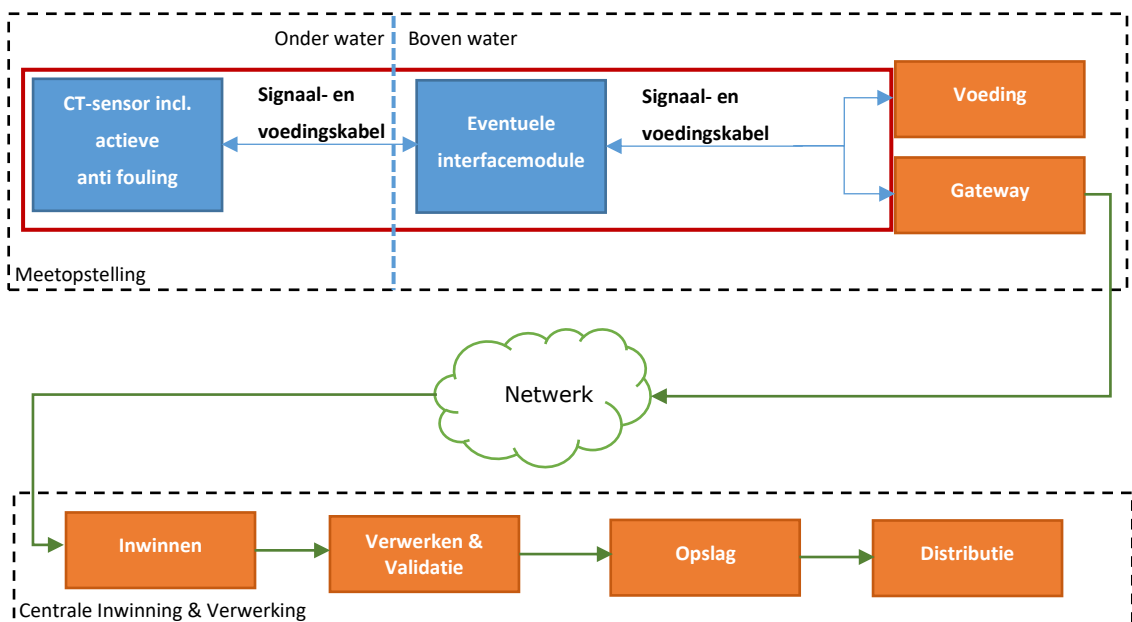 Onder water
Boven water
CT-sensor incl.
actieve
anti fouling
Signaal- en
voedingskabel
Eventuele
interfacemodule
Signaal- en
voedingskabel
Voeding
Gateway
Meetopstelling
Netwerk
Inwinnen
Verwerken &
Validatie
Opslag
Distributie
Centrale Inwinning & Verwerking